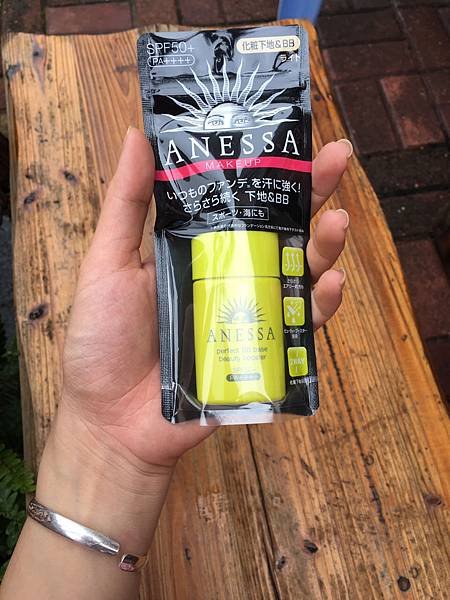 SPF50+
PA++++
化粧下地&BB
ライト
ANESSA
MAKEUP
いつものファンデ、を汗に強く!
さらさら続く 下地&BB
スポーツ・海にも
ANESSA
perfect BB base
beauty booster
PA++++
2WAY